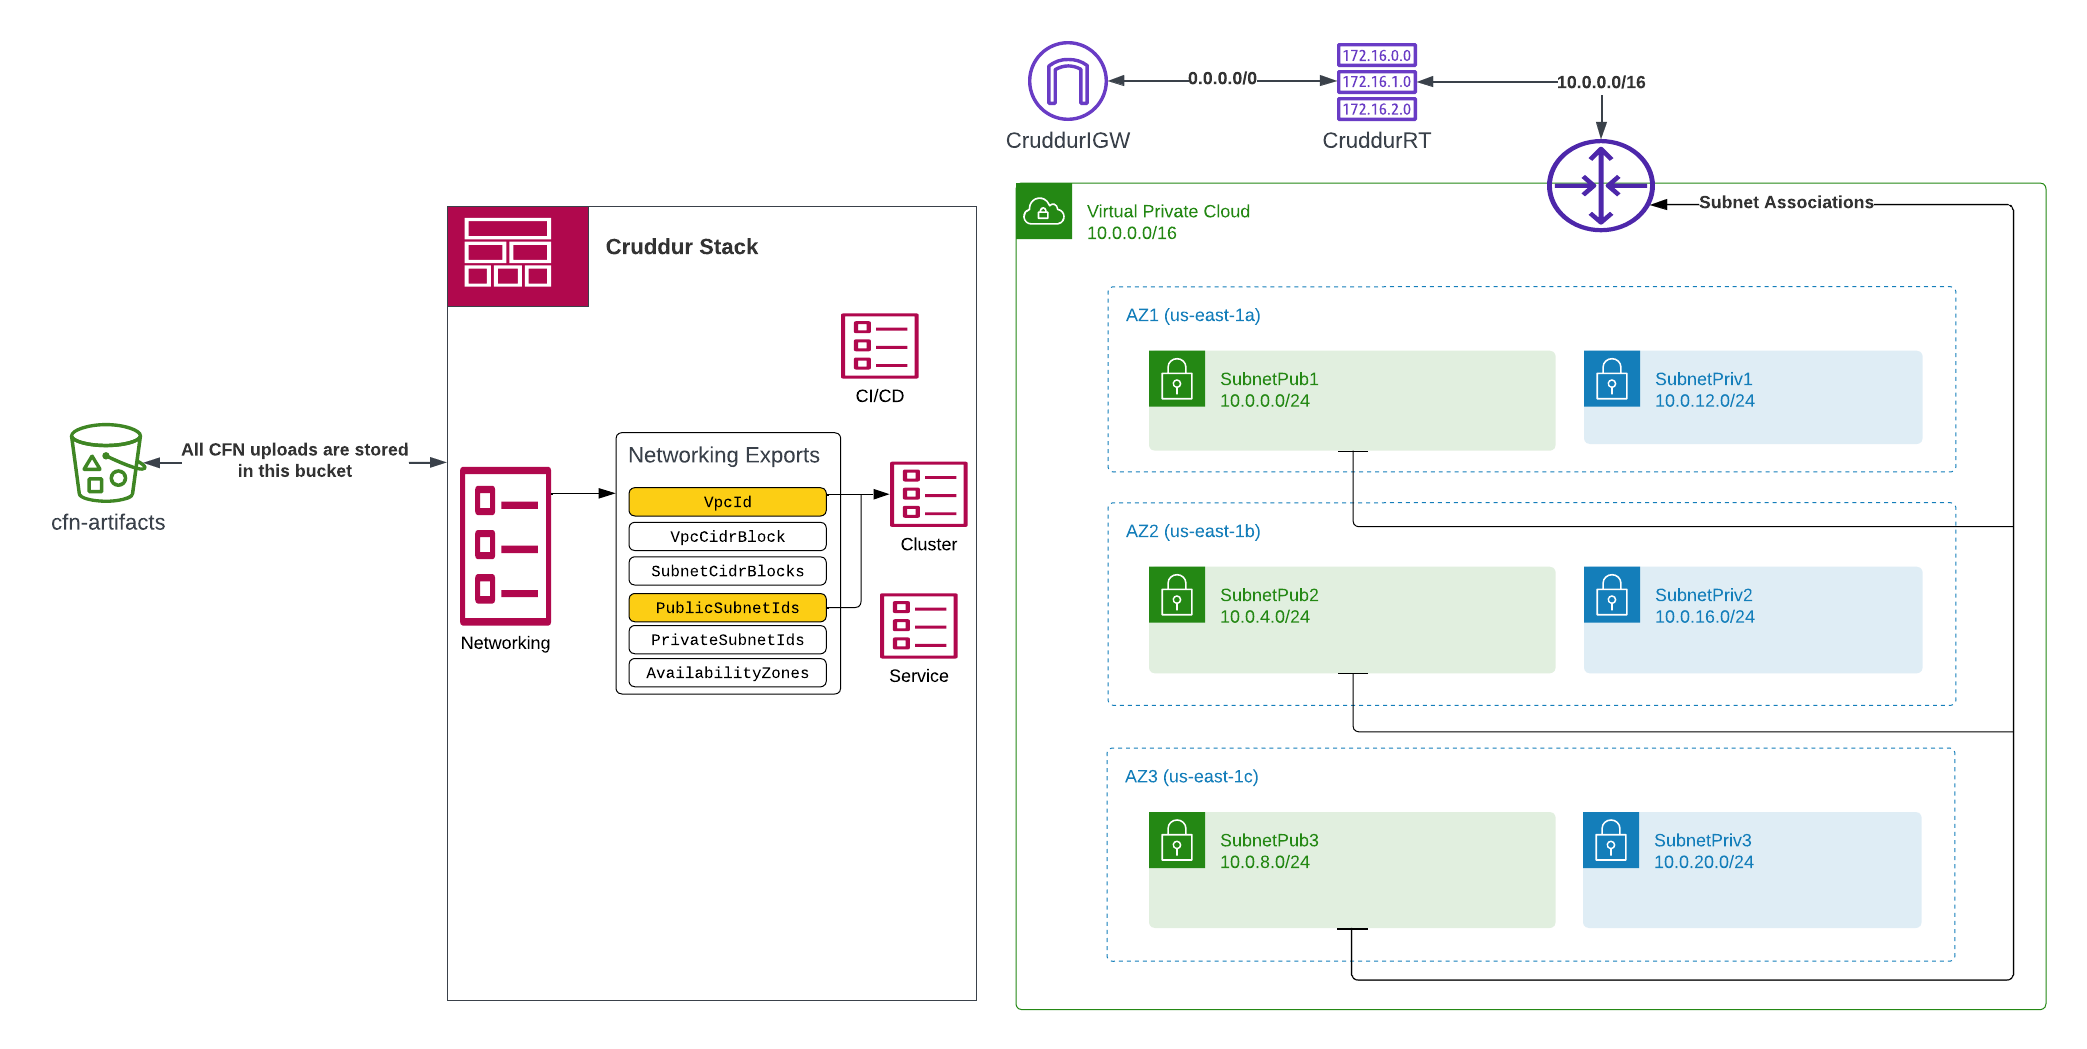 172.16.0.0
172.16.1.0
172.16.2.0
0.0.0.0/0
10.0.0.0/16
CruddurIGW
CruddurRT
Subnet Associations
Virtual Private Cloud
10.0.0.0/16
Cruddur Stack
CI/CD
All CFN uploads are stored
in this bucket
cfn-artifacts
Networking
Networking Exports
VpcId
VpcCidrBlock
SubnetCidrBlocks
PublicSubnetIds
PrivateSubnetIds
AvailabilityZones
Cluster
Service
AZ1 (us-east-1a)
SubnetPub1
10.0.0.0/24
SubnetPriv1
10.0.12.0/24
AZ2 (us-east-1b)
SubnetPub2
10.0.4.0/24
SubnetPriv2
10.0.16.0/24
AZ3 (us-east-1c)
SubnetPub3
10.0.8.0/24
SubnetPriv3
10.0.20.0/24